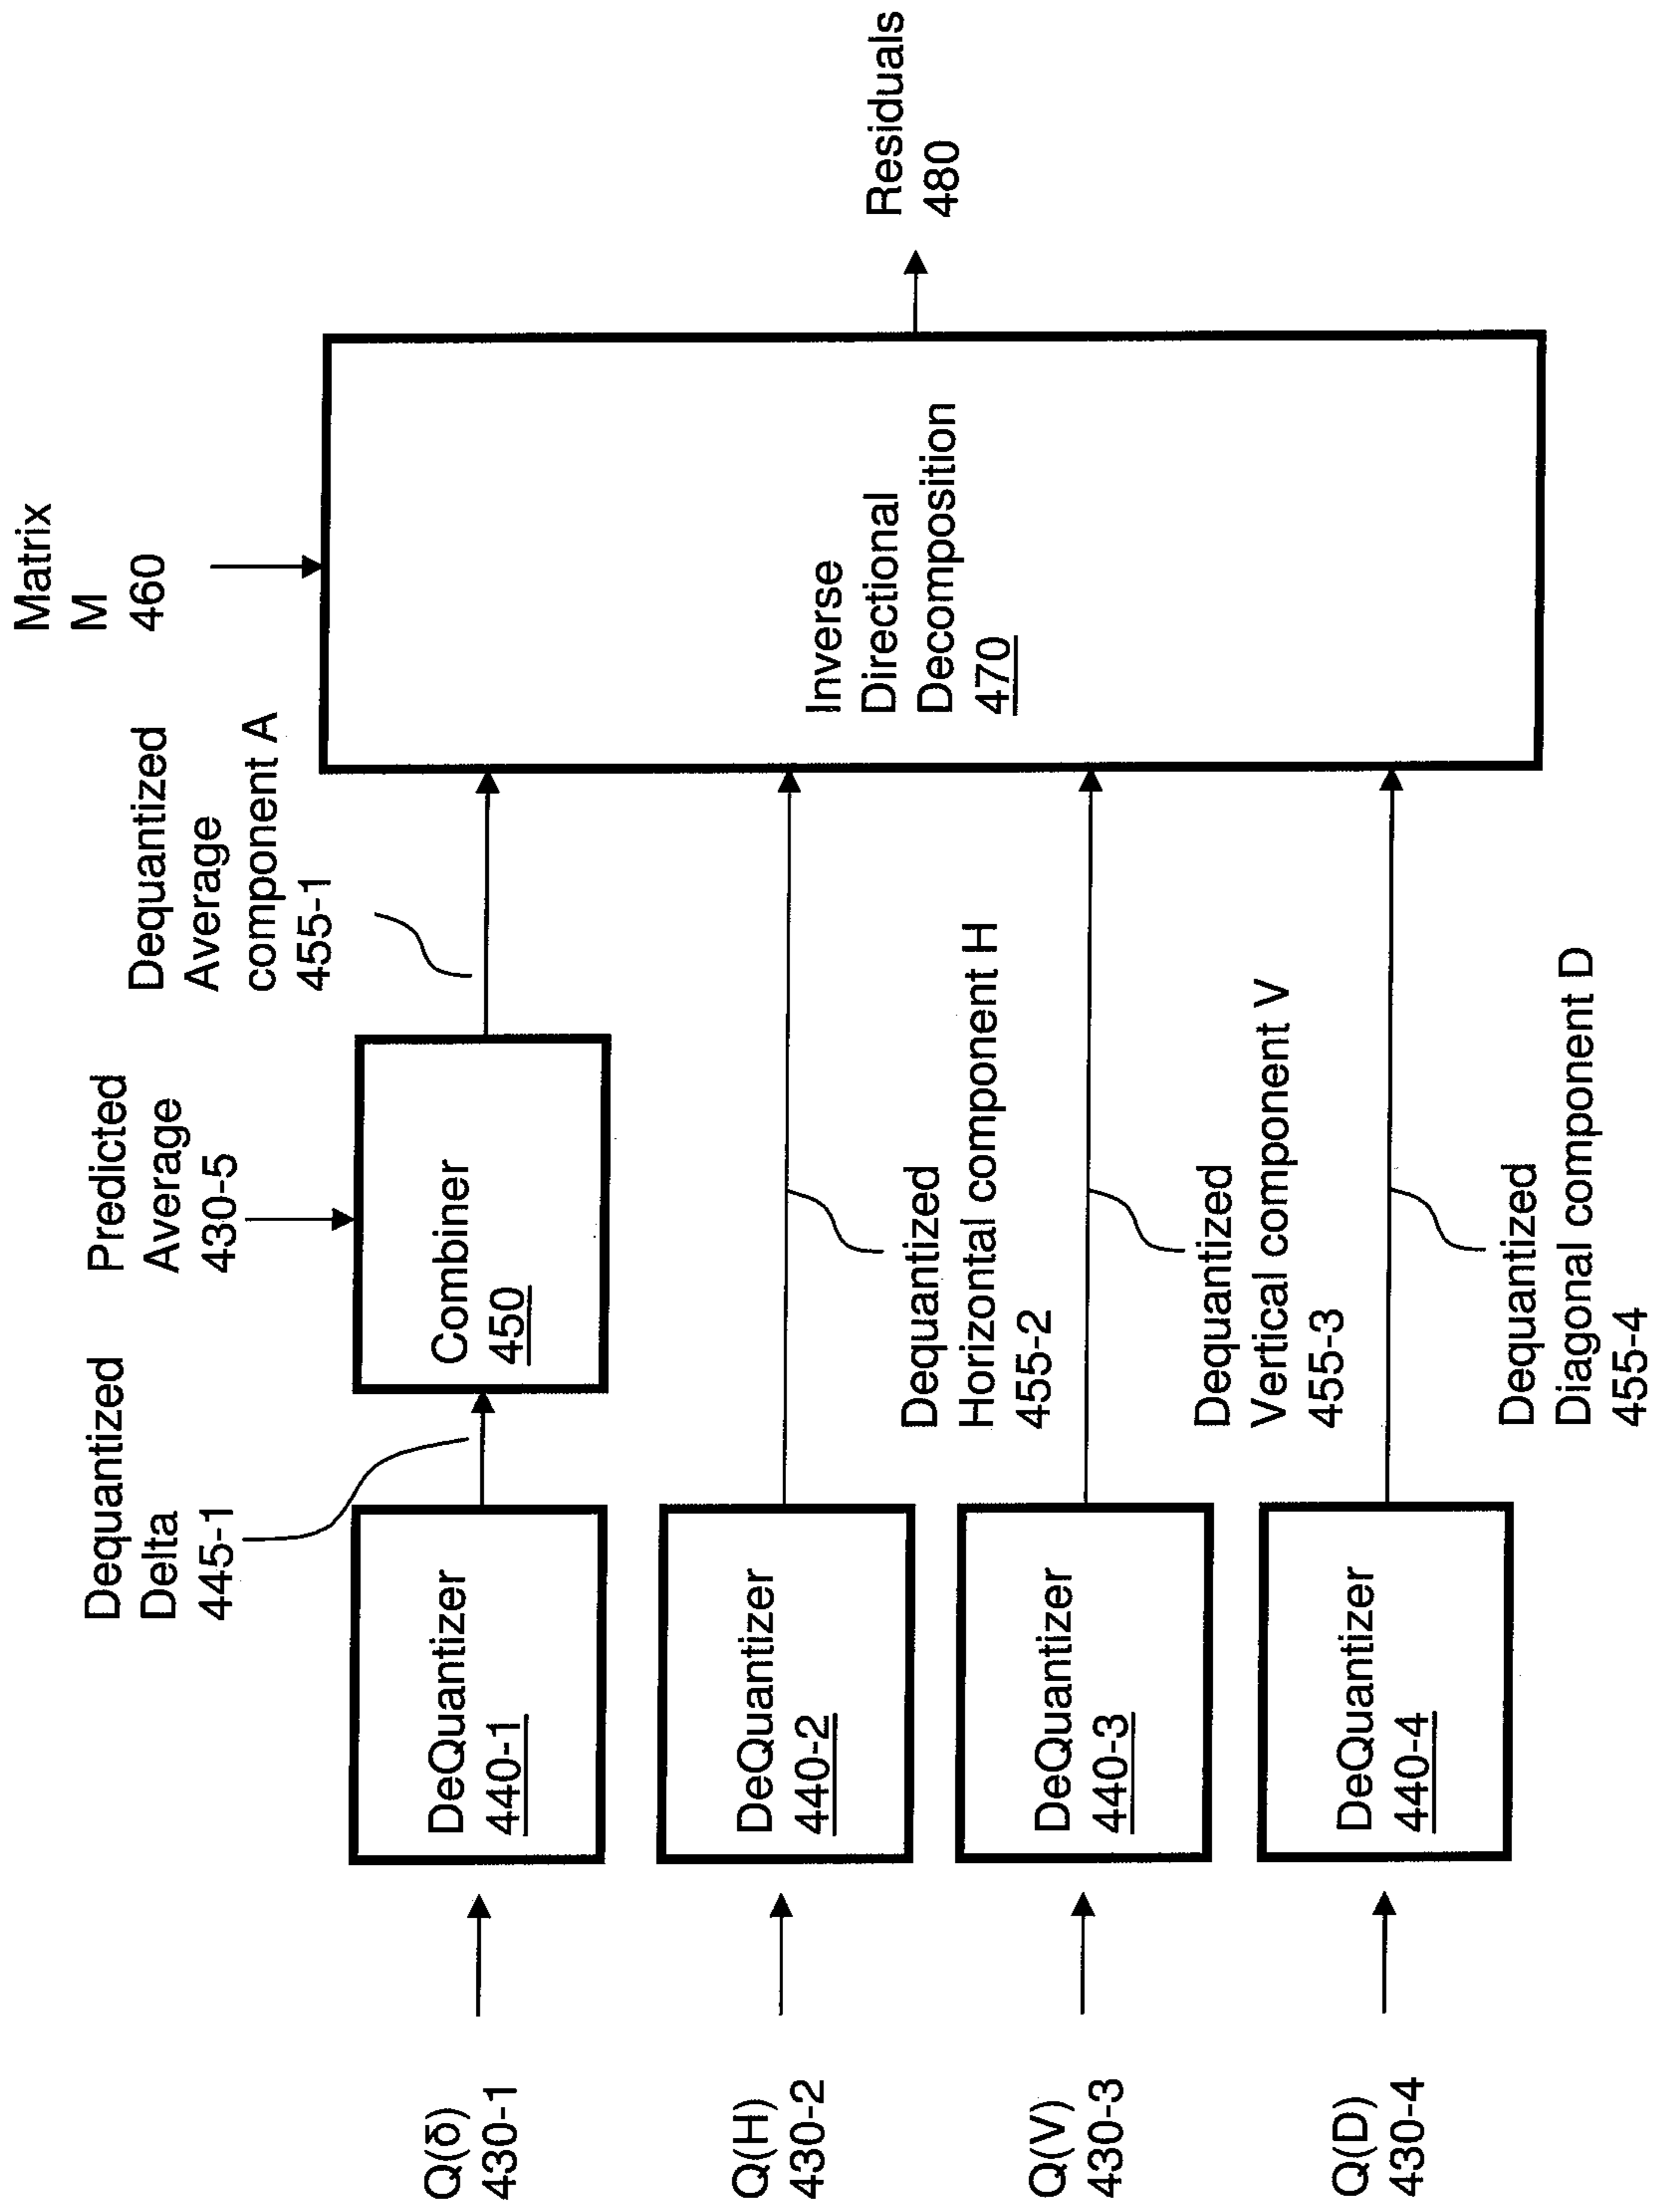 Q(δ)
430-1
Q(H)
430-2
Q(V)
430-3
Q(D)
430-4
DeQuantizer
440-1
DeQuantizer
440-2
DeQuantizer
440-3
DeQuantizer
440-4
Dequantized
Delta
445-1
Predicted
Average
430-5
Combiner
450
Dequantized
Average
component A
455-1
Dequantized
Horizontal component H
455-2
Dequantized
Vertical component V
455-3
Dequantized
Diagonal component D
455-4
Matrix
M
460
Inverse
Directional
Decomposition
470
Residuals
480